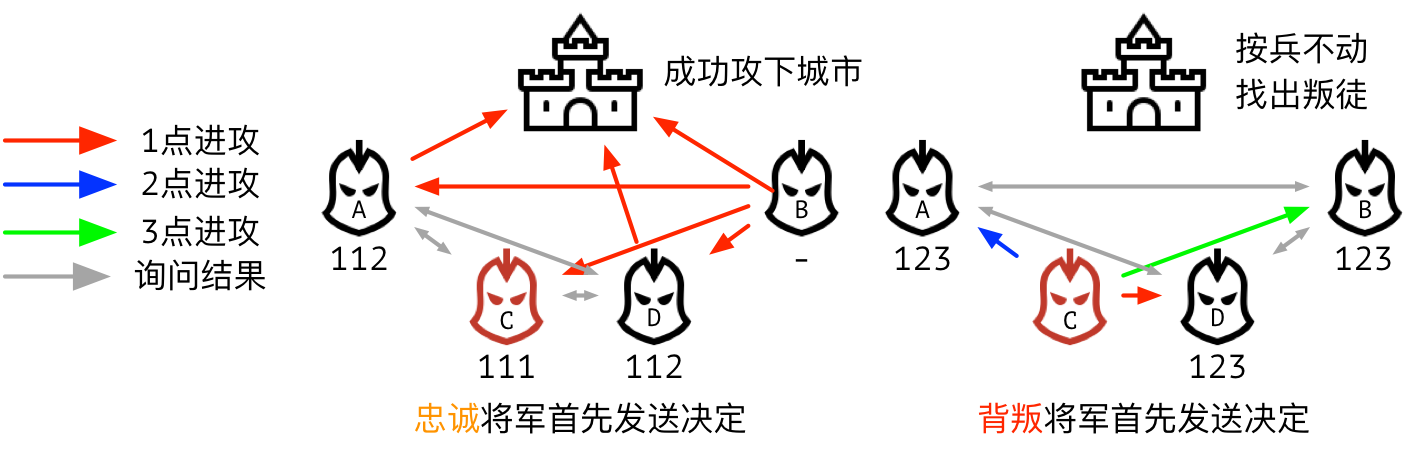 1点进攻
2点进攻
3点进攻
询问结果
成功攻下城市
A
112
B
-
C
111
D
112
忠诚将军首先发送决定
按兵不动
找出叛徒
A
123
B
123
C
D
123
背叛将军首先发送决定